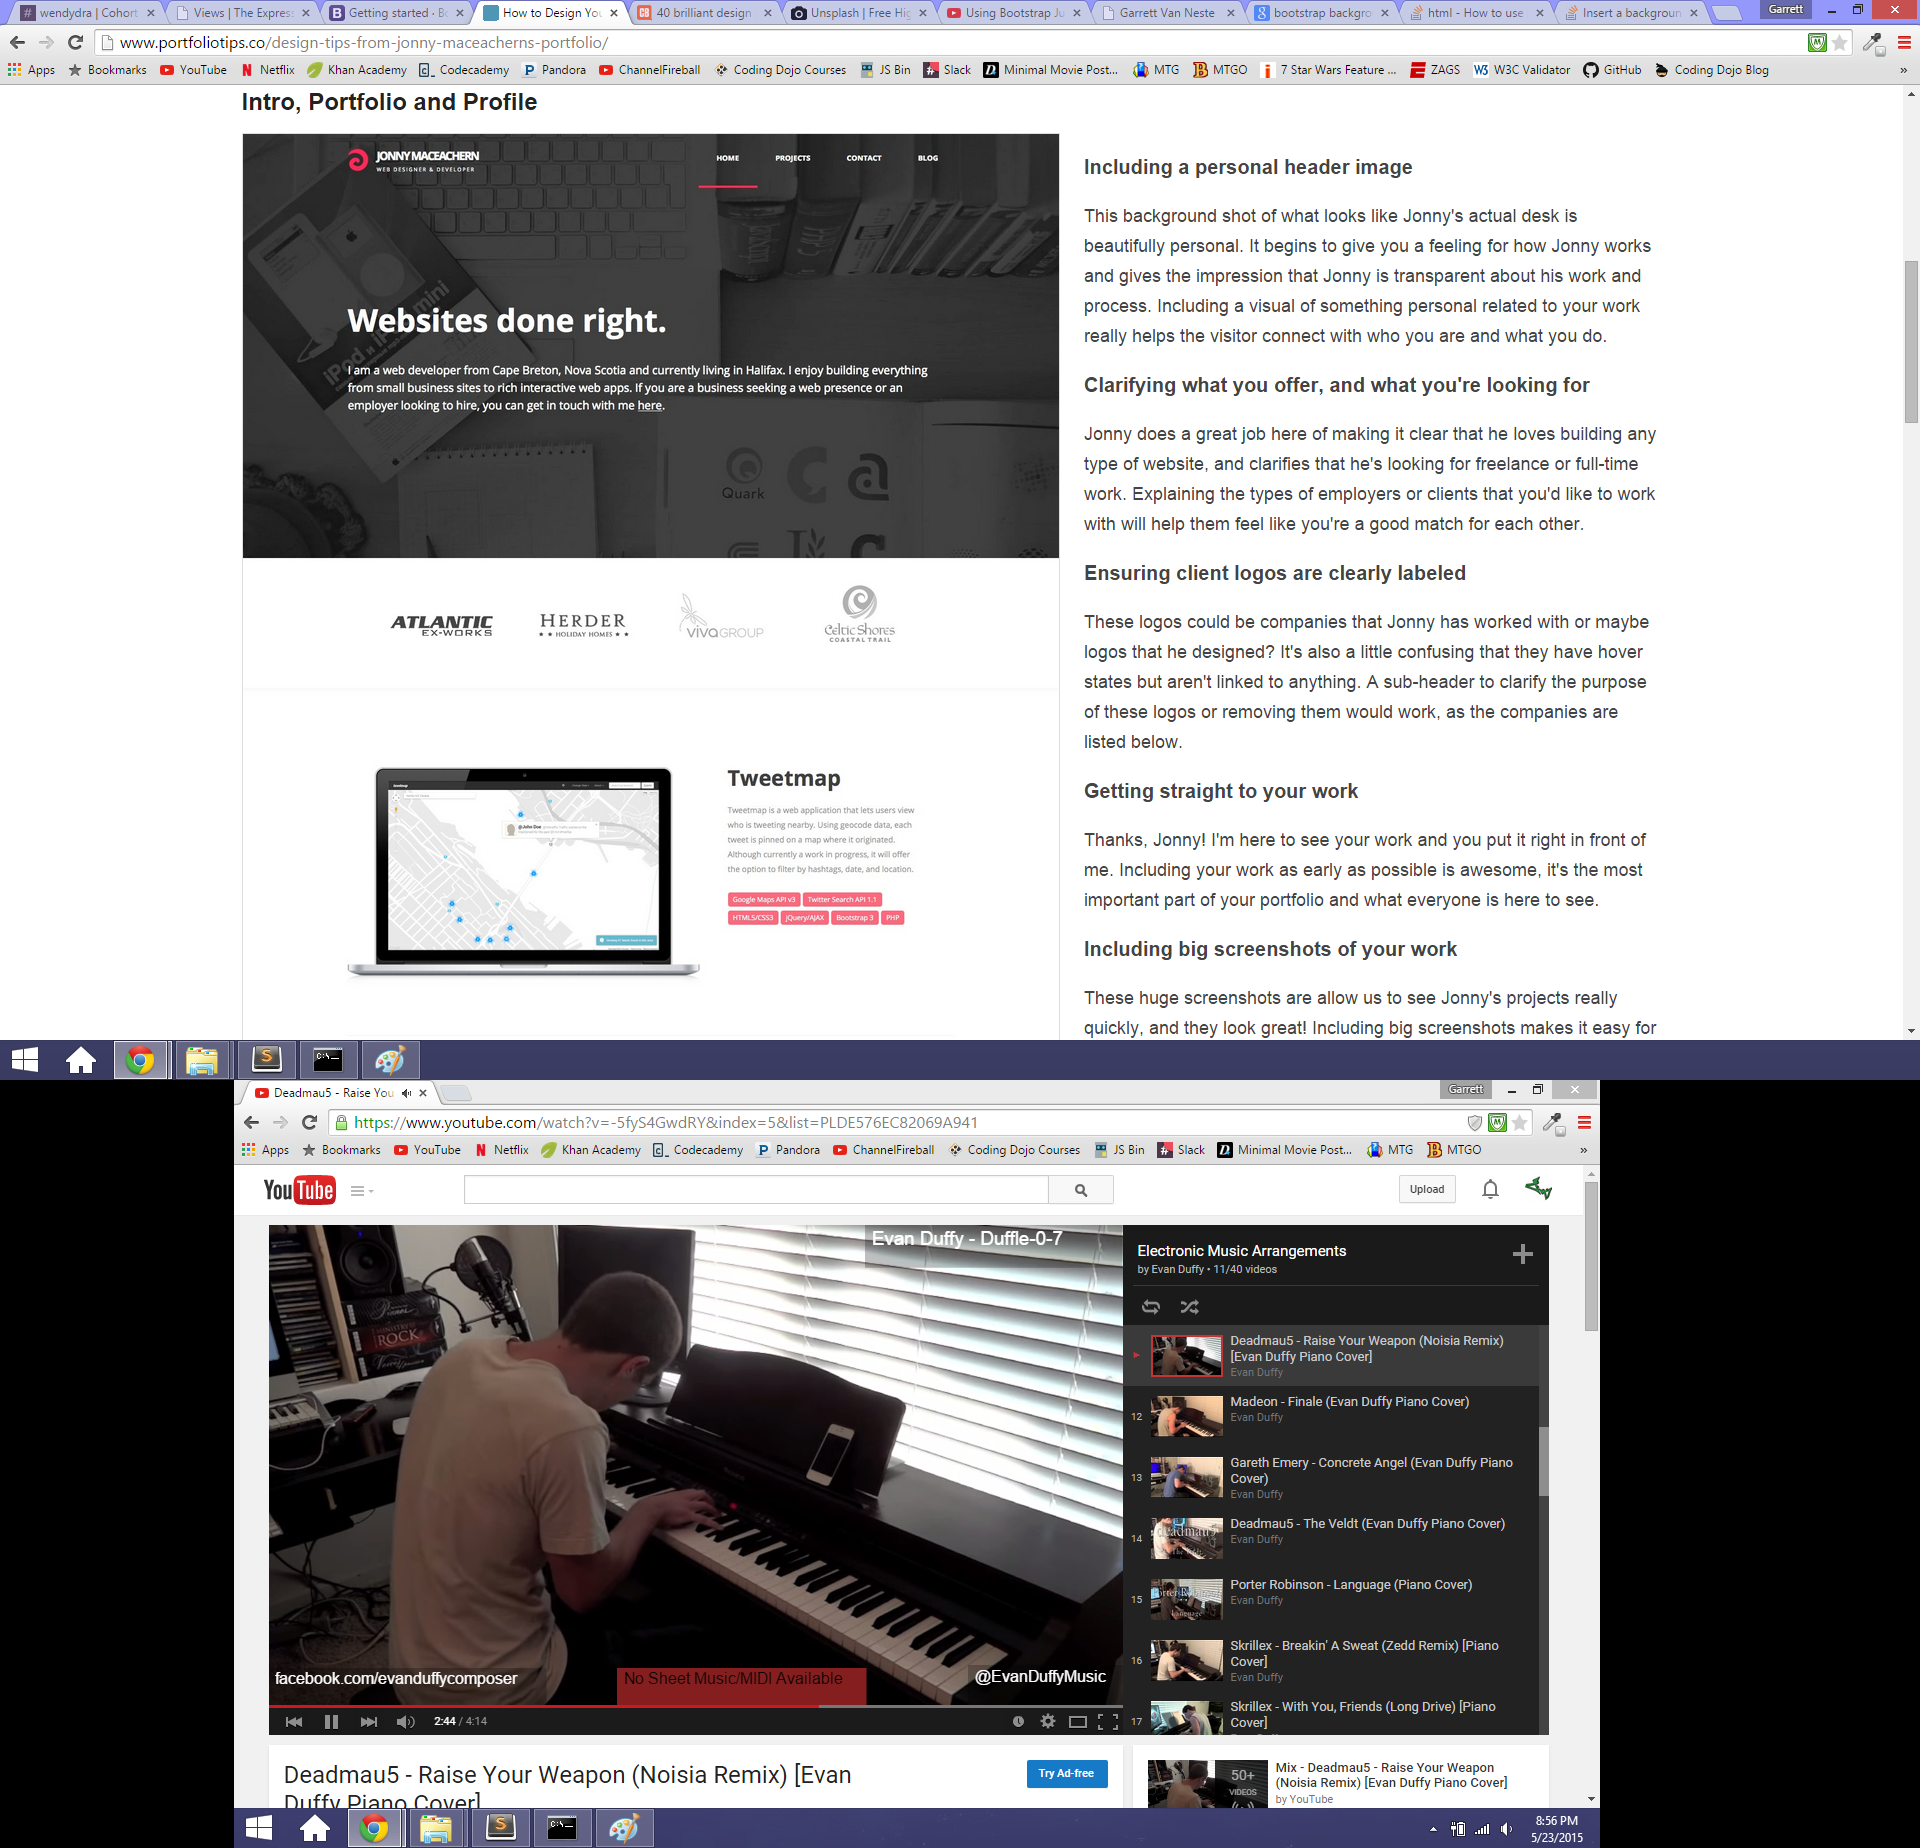 wendydra | Cohort
Views | The Express
Getting started · Bo
How to Design You
40 brilliant design
Unsplash | Free Hig
Using Bootstrap Ju
Garrett Van Neste
bootstrap backgro
html - How to use
Insert a backgroun
Garrett
www.portfoliotips.co/design-tips-from-jonny-maceacherns-portfolio/
Apps Bookmarks YouTube Netflix Khan Academy Codecademy Pandora ChannelFireball Coding Dojo Courses JS Bin Slack Minimal Movie Post... MTG MTGO 7 Star Wars Feature ... ZAGS W3C Validator GitHub Coding Dojo Blog »
Intro, Portfolio and Profile
JONNY MACEACHERN
WEB DESIGNER & DEVELOPER
HOME PROJECTS CONTACT BLOG
iPod и iPad mini
Websites done right.
I am a web developer from Cape Breton, Nova Scotia and currently living in Halifax. I enjoy building everything
from small business sites to rich interactive web apps. If you are a business seeking a web presence or an
employer looking to hire, you can get in touch with me here.
Quark
ATLANTIC
EX-WORKS
HERDER
HOLIDAY HOMES
vivaGROUP
Celtic Shores
COASTAL TRAIL
Tweetmap
Tweetmap is a web application that lets users view
who is tweeting nearby. Using geocode data, each
tweet is pinned on a map where it originated.
Although currently a work in progress, it will offer
the option to filter by hashtags, date, and location.
Google Maps API v3 Twitter Search API 1.1
HTML5/CSS3 jQuery/AJAX Bootstrap 3 PHP
@John Doe
Including a personal header image
This background shot of what looks like Jonny's actual desk is
beautifully personal. It begins to give you a feeling for how Jonny works
and gives the impression that Jonny is transparent about his work and
process. Including a visual of something personal related to your work
really helps the visitor connect with who you are and what you do.
Clarifying what you offer, and what you're looking for
Jonny does a great job here of making it clear that he loves building any
type of website, and clarifies that he's looking for freelance or full-time
work. Explaining the types of employers or clients that you'd like to work
with will help them feel like you're a good match for each other.
Ensuring client logos are clearly labeled
These logos could be companies that Jonny has worked with or maybe
logos that he designed? It's also a little confusing that they have hover
states but aren't linked to anything. A sub-header to clarify the purpose
of these logos or removing them would work, as the companies are
listed below.
Getting straight to your work
Thanks, Jonny! I'm here to see your work and you put it right in front of
me. Including your work as early as possible is awesome, it's the most
important part of your portfolio and what everyone is here to see.
Including big screenshots of your work
These huge screenshots are allow us to see Jonny's projects really
quickly, and they look great! Including big screenshots makes it easy for
Deadmau5 - Raise You
Garrett
https://www.youtube.com/watch?v=-5fyS4GwdRY&index=5&list=PLDE576EC82069A941
Apps Bookmarks YouTube Netflix Khan Academy Codecademy Pandora ChannelFireball Coding Dojo Courses JS Bin Slack Minimal Movie Post... MTG MTGO »
YouTube
Upload
Evan Duffy - Duffle-0-7
ROCK
facebook.com/evanduffycomposer
No Sheet Music/MIDI Available
@EvanDuffyMusic
2:44 / 4:14
Electronic Music Arrangements
by Evan Duffy • 11/40 videos
Deadmau5 - Raise Your Weapon (Noisia Remix)
[Evan Duffy Piano Cover]
Evan Duffy
12
Madeon - Finale (Evan Duffy Piano Cover)
Evan Duffy
13
Gareth Emery - Concrete Angel (Evan Duffy Piano
Cover)
Evan Duffy
14
Deadmau5 - The Veldt (Evan Duffy Piano Cover)
Evan Duffy
15
Porter Robinson - Language (Piano Cover)
Evan Duffy
16
Skrillex - Breakin' A Sweat (Zedd Remix) [Piano
Cover]
Evan Duffy
17
Skrillex - With You, Friends (Long Drive) [Piano
Cover]
Deadmau5 - Raise Your Weapon (Noisia Remix) [Evan
Duffy Piano Cover]
Try Ad-free
50+
VIDEOS
Mix - Deadmau5 - Raise Your Weapon
(Noisia Remix) [Evan Duffy Piano Cover]
by YouTube
8:56 PM
5/23/2015